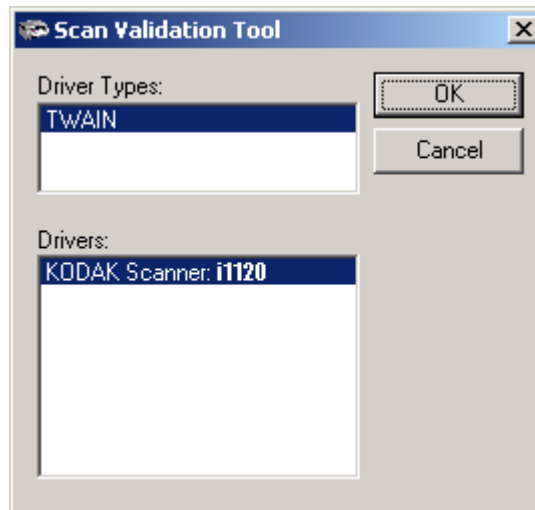 Scan Validation Tool
Driver Types:
TWAIN
OK
Cancel
Drivers:
KODAK Scanner: i1120